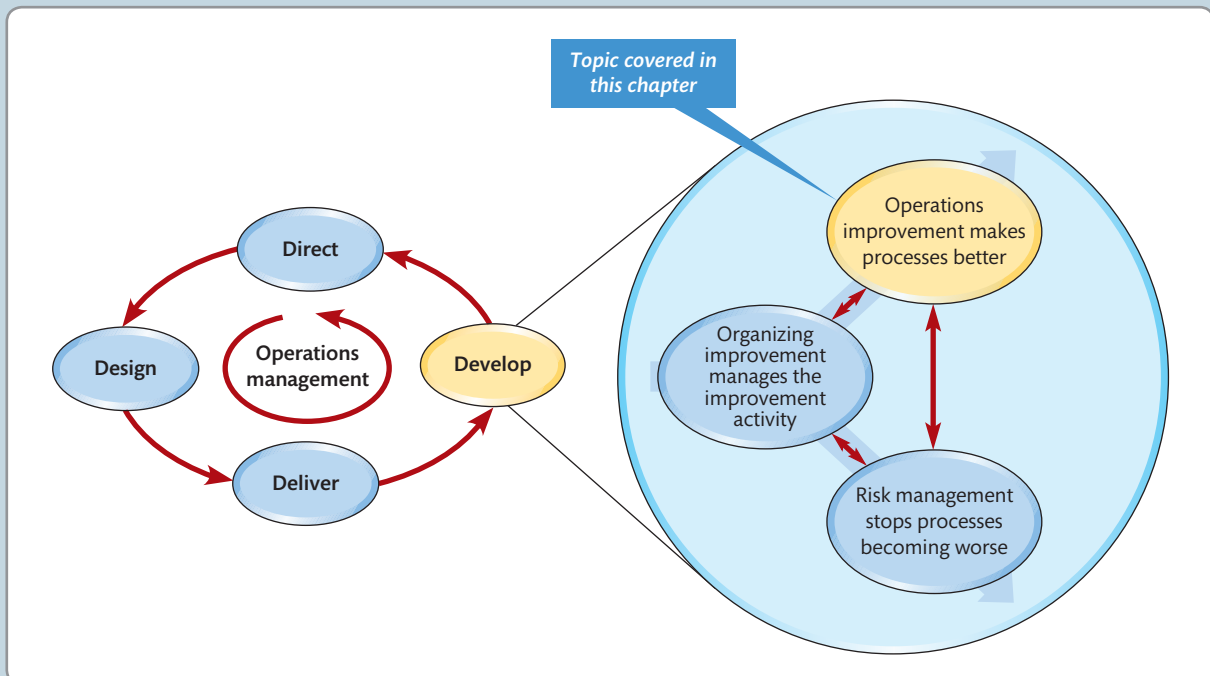 Topic covered in
this chapter
Direct
Design
Operations
management
Develop
Deliver
Operations
improvement makes
processes better
Organizing
improvement
manages the
improvement
activity
Risk management
stops processes
becoming worse